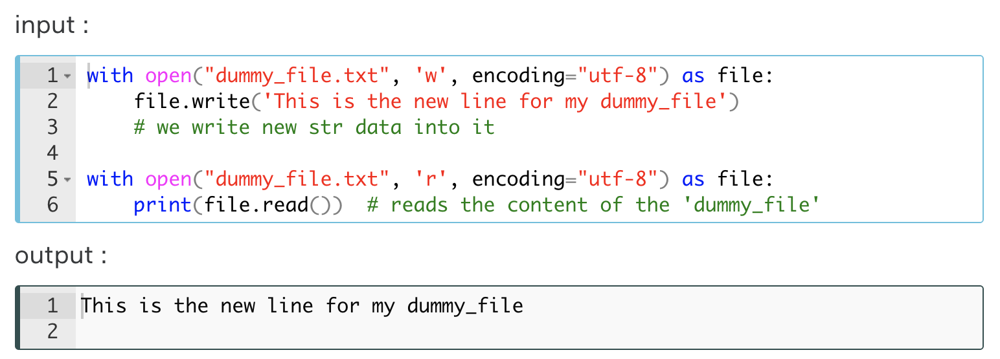 input :
1 with open("dummy_file.txt", 'w', encoding="utf-8") as file:
2     file.write('This is the new line for my dummy_file')
3     # we write new str data into it
4
5 with open("dummy_file.txt", 'r', encoding="utf-8") as file:
6     print(file.read())  # reads the content of the 'dummy_file'
output :
1 This is the new line for my dummy_file
2